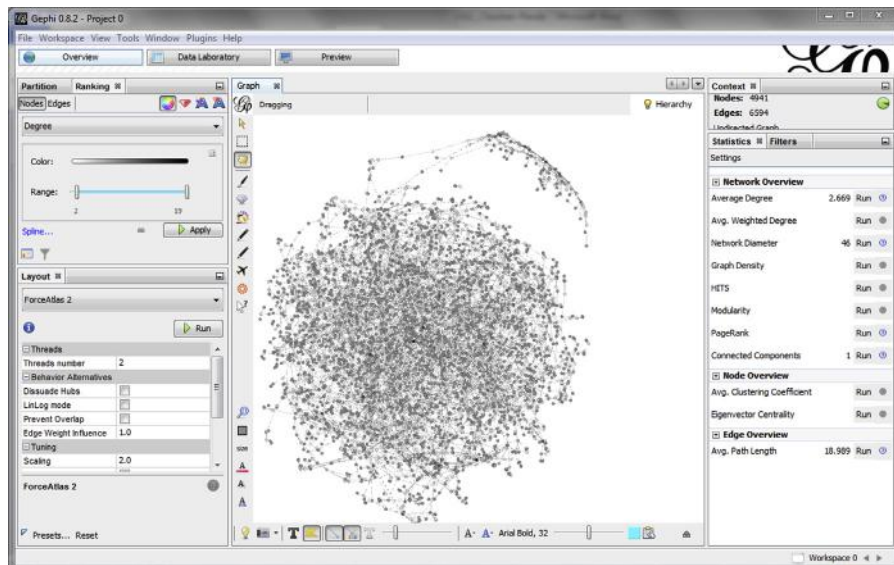 Gephi 0.8.2 - Project 0
File Workspace View Tools Window Plugins Help
Overview Data Laboratory Preview
Partition Ranking
Nodes Edges
Degree
Color:
Range:
2 19
Spline... Apply
Layout
ForceAtlas 2
Run
Threads
Threads number 2
Behavior Alternatives
Dissuade Hubs
LinLog mode
Prevent Overlap
Edge Weight Influence 1.0
Tuning
Scaling 2.0
ForceAtlas 2
Presets... Reset
Graph
Dragging Hierarchy
size
A
A
A
T T A- A- Arial Bold, 32
Context
Nodes: 4941
Edges: 6594
Undirected Graph
Statistics Filters
Settings
Network Overview
Average Degree 2.669 Run
Avg. Weighted Degree Run
Network Diameter 46 Run
Graph Density Run
HITS Run
Modularity Run
PageRank Run
Connected Components 1 Run
Node Overview
Avg. Clustering Coefficient Run
Eigenvector Centrality Run
Edge Overview
Avg. Path Length 18.989 Run
Workspace 0